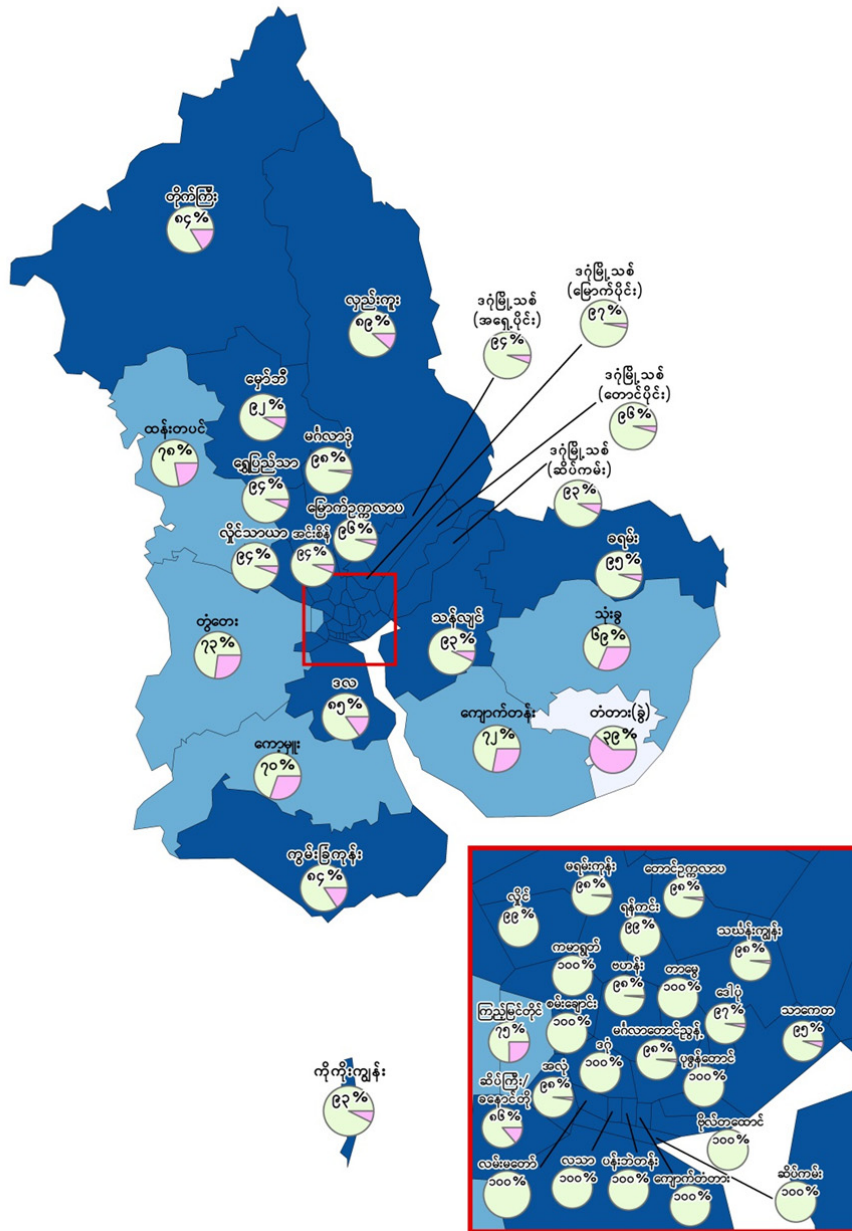 တိုက်ကြီး
၈၄%
လှည်းကူး
၈၉%
ဒဂုံမြို့သစ်
(မြောက်ပိုင်း)
၉၇%
ဒဂုံမြို့သစ်
(အရှေ့ပိုင်း)
၉၄%
ဒဂုံမြို့သစ်
(တောင်ပိုင်း)
၉၆%
ဒဂုံမြို့သစ်
(ဆိပ်ကမ်း)
၉၃%
မှော်ဘီ
၉၂%
ထန်းတပင်
၇၈%
မင်္ဂလာဒုံ
၉၈%
ရွှေပြည်သာ
၉၄%
မြောက်ဥက္ကလာပ
၉၆%
လှိုင်သာယာ
၉၄%
အင်းစိန်
၉၄%
ခရမ်း
၉၅%
တွံတေး
၇၃%
သန်လျင်
၉၃%
သုံးခွ
၆၉%
ဒလ
၈၅%
ကျောက်တန်း
၇၂%
တံတား(ခွဲ)
၃၉%
ကော့မှူး
၇၀%
ကွမ်းခြံကုန်း
၈၄%
ကိုကိုးကျွန်း
၉၃%
မရမ်းကုန်း
၉၈%
တောင်ဥက္ကလာပ
၉၈%
လှိုင်
၉၉%
ရန်ကင်း
၉၉%
သင်္ဃန်းကျွန်း
၉၈%
ကမာရွတ်
၁၀၀%
ဗဟန်း
၉၈%
တာမွေ
၁၀၀%
ဒေါပုံ
၉၇%
သာကေတ
၉၅%
ကြည့်မြင်တိုင်
၇၅%
စမ်းချောင်း
၁၀၀%
ဒဂုံ
၁၀၀%
မင်္ဂလာတောင်ညွန့်
၉၈%
ပုဇွန်တောင်
၁၀၀%
ဆိပ်ကြီး/
ခနောင်တို
၈၆%
အလုံ
၉၈%
ဗိုလ်တထောင်
၁၀၀%
လမ်းမတော်
၁၀၀%
လသာ
၁၀၀%
ပန်းဘဲတန်း
၁၀၀%
ကျောက်တံတား
၁၀၀%
ဆိပ်ကမ်း
၁၀၀%